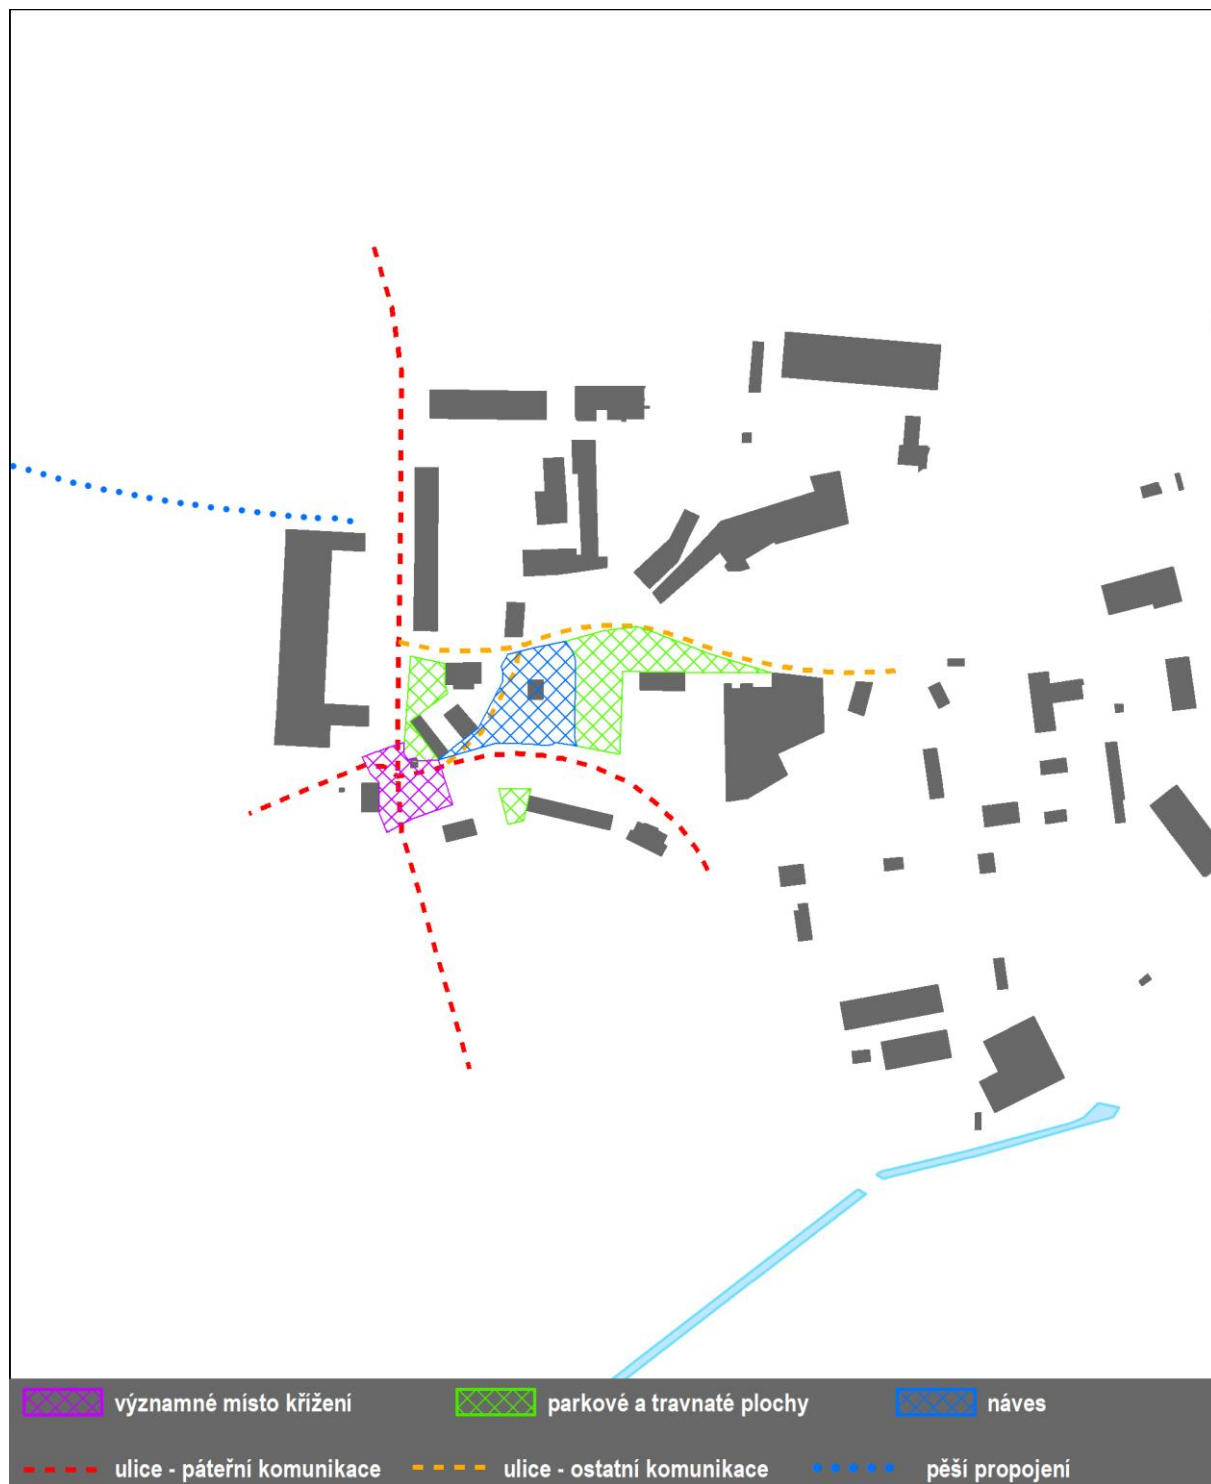 významné místo křížení parkové a travnaté plochy náves
ulice - páteřní komunikace ulice - ostatní komunikace pěší propojení